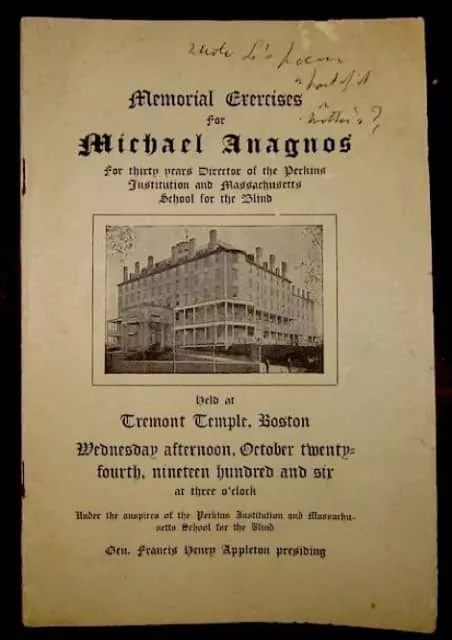 Memorial Exercises
For
Michael Anagnos
For thirty years Director of the Perkins
Institution and Massachusetts
School for the Blind
Held at
Tremont Temple, Boston
Wednesday afternoon, October twenty-
fourth, nineteen hundred and six
at three o'clock
Under the auspices of the Perkins Institution and Massachu-
setts School for the Blind
Gen. Francis Henry Appleton presiding